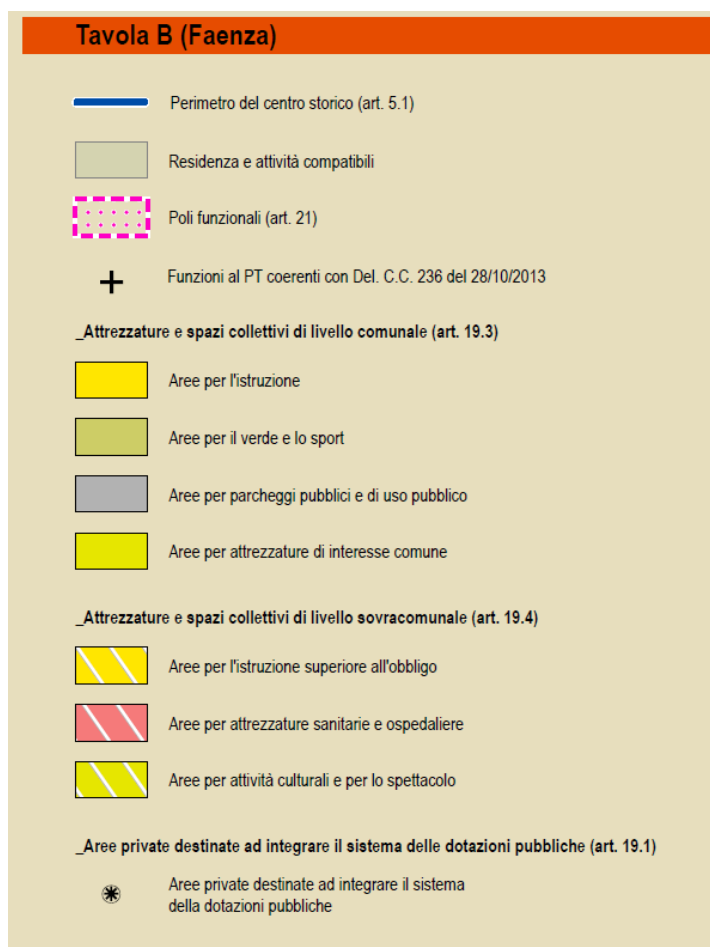 Tavola B (Faenza)
Perimetro del centro storico (art. 5.1)
Residenza e attività compatibili
Poli funzionali (art. 21)
Funzioni al PT coerenti con Del. C.C. 236 del 28/10/2013
_Attrezzature e spazi collettivi di livello comunale (art. 19.3)
Aree per l'istruzione
Aree per il verde e lo sport
Aree per parcheggi pubblici e di uso pubblico
Aree per attrezzature di interesse comune
_Attrezzature e spazi collettivi di livello sovracomunale (art. 19.4)
Aree per l'istruzione superiore all'obbligo
Aree per attrezzature sanitarie e ospedaliere
Aree per attività culturali e per lo spettacolo
_Aree private destinate ad integrare il sistema delle dotazioni pubbliche (art. 19.1)
Aree private destinate ad integrare il sistema
della dotazioni pubbliche